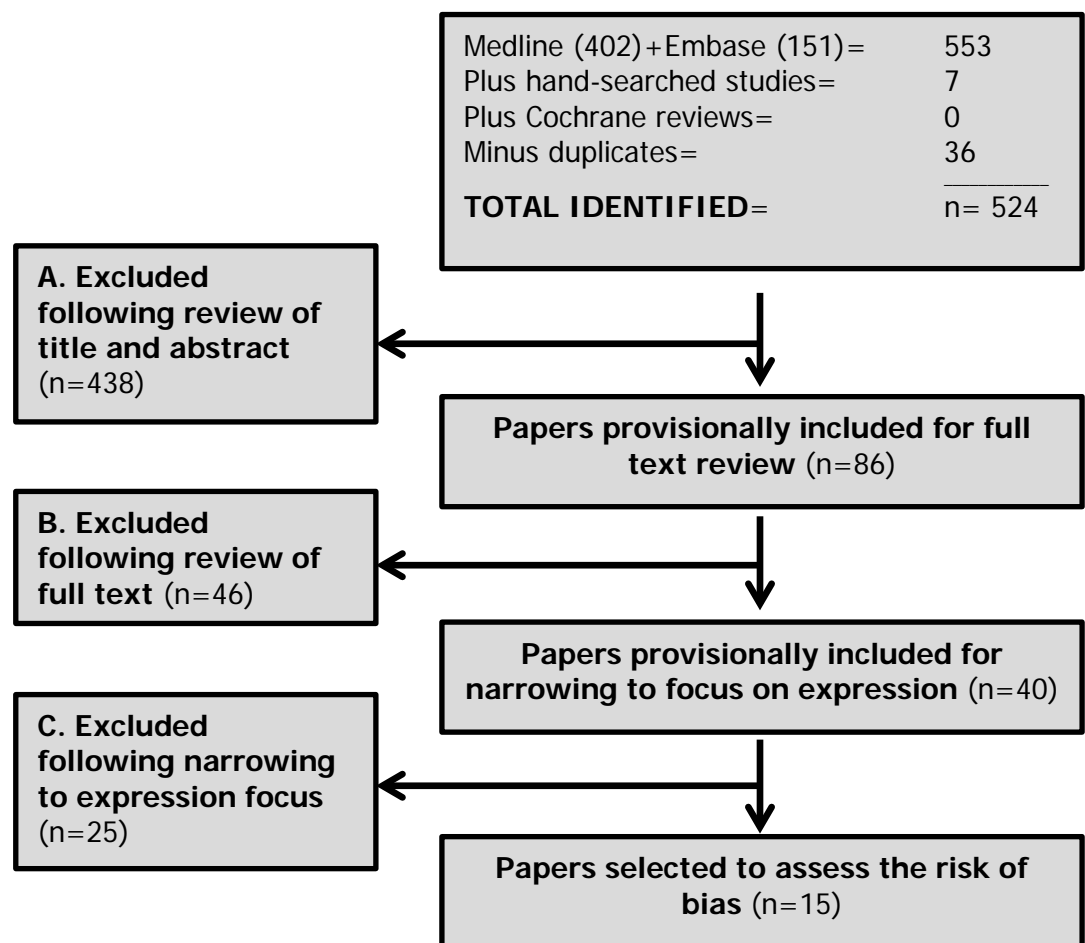 Medline (402)+Embase (151)= 553
Plus hand-searched studies= 7
Plus Cochrane reviews= 0
Minus duplicates= 36
TOTAL IDENTIFIED= n= 524
A. Excluded
following review of
title and abstract
(n=438)
Papers provisionally included for full
text review (n=86)
B. Excluded
following review of
full text (n=46)
Papers provisionally included for
narrowing to focus on expression (n=40)
C. Excluded
following narrowing
to expression focus
(n=25)
Papers selected to assess the risk of
bias (n=15)